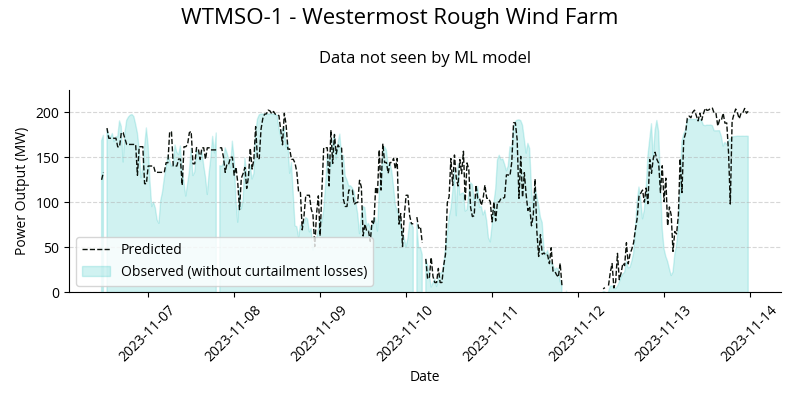 WTMSO-1 - Westermost Rough Wind Farm
Data not seen by ML model
Power Output (MW)
200
150
100
50
0
Predicted
Observed (without curtailment losses)
2023-11-07
2023-11-08
2023-11-09
2023-11-10
2023-11-11
2023-11-12
2023-11-13
2023-11-14
Date